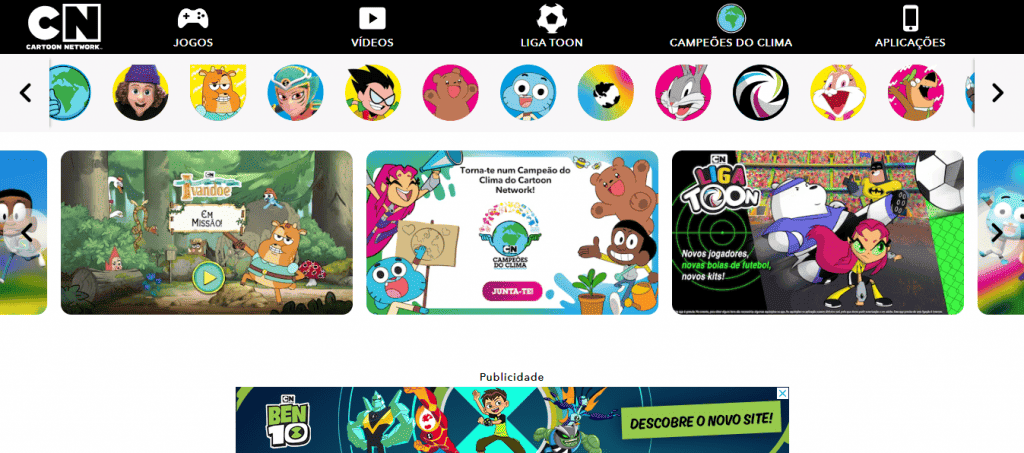 CN
CARTOON NETWORK
JOGOS
VÍDEOS
LIGA TOON
CAMPEÕES DO CLIMA
APLICAÇÕES
Ivandoe
EM
MISSÃO!
Torna-te num Campeão do
Clima do Cartoon
Network!
CN
CAMPEÕES
DO CLIMA
JUNTA-TE!
CN
LIGA
TOON
Novos jogadores,
novas bolas de futebol,
novos kits!
Publicidade
CN
BEN
10
DESCOBRE O NOVO SITE!